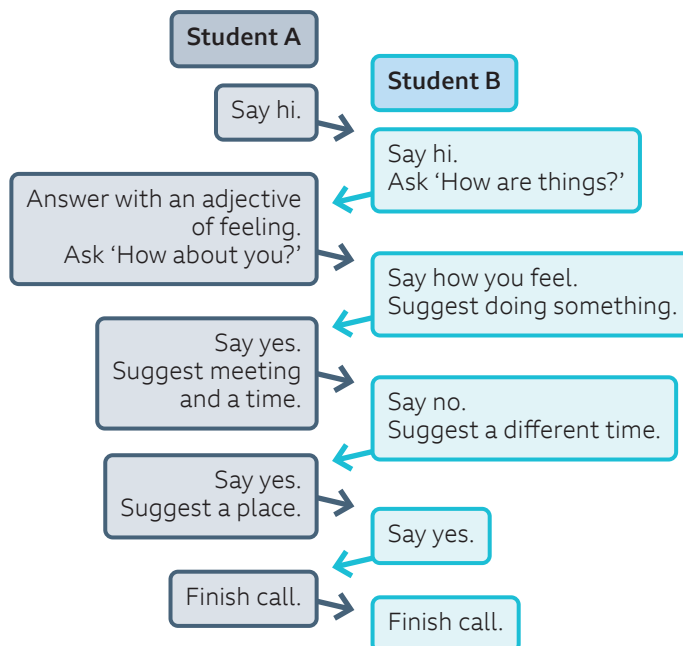 Student A
Student B
Say hi.
Say hi.
Ask ‘How are things?’
Answer with an adjective
of feeling.
Ask ‘How about you?’
Say how you feel.
Suggest doing something.
Say yes.
Suggest meeting
and a time.
Say no.
Suggest a different time.
Say yes.
Suggest a place.
Say yes.
Finish call.
Finish call.